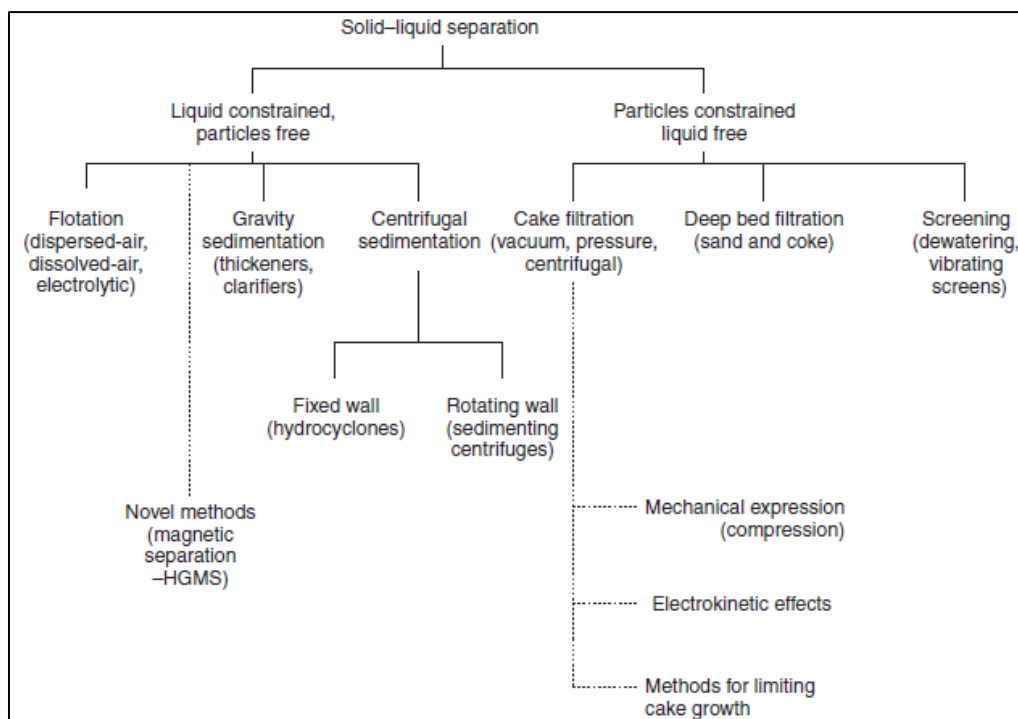 Solid–liquid separation
Liquid constrained,
particles free
Particles constrained
liquid free
Flotation
(dispersed-air,
dissolved-air,
electrolytic)
Gravity
sedimentation
(thickeners,
clarifiers)
Centrifugal
sedimentation
Cake filtration
(vacuum, pressure,
centrifugal)
Deep bed filtration
(sand and coke)
Screening
(dewatering,
vibrating
screens)
Fixed wall
(hydrocyclones)
Rotating wall
(sedimenting
centrifuges)
Novel methods
(magnetic
separation
–HGMS)
Mechanical expression
(compression)
Electrokinetic effects
Methods for limiting
cake growth